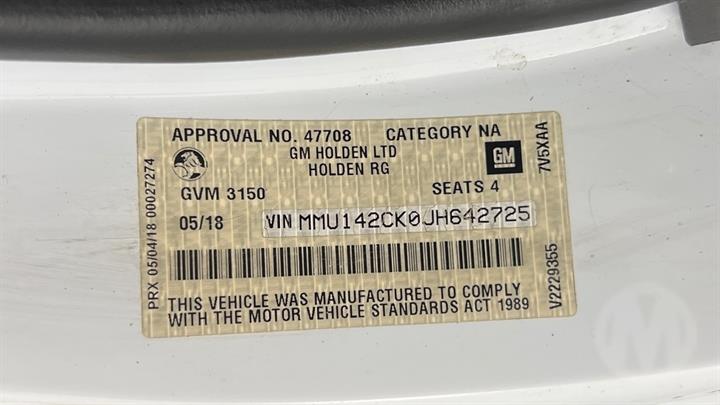 APPROVAL NO. 47708 CATEGORY NA
GM HOLDEN LTD
HOLDEN RG
GM
GVM 3150 SEATS 4
05/18 VIN MMU142CK0JH642725
THIS VEHICLE WAS MANUFACTURED TO COMPLY
WITH THE MOTOR VEHICLE STANDARDS ACT 1989
PRX 05/04/18 00027274
7V5XAA
V2229355
M